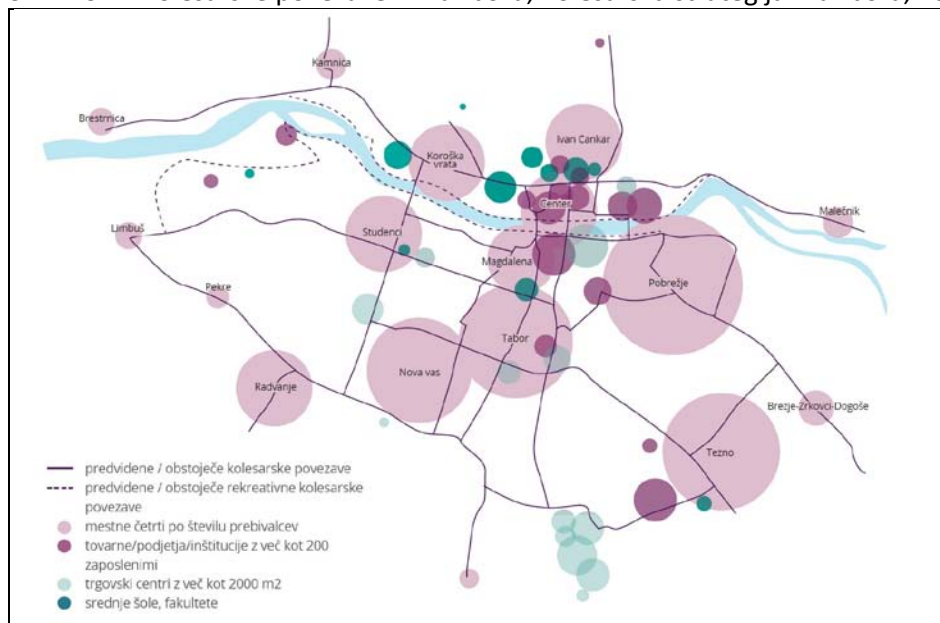 Kamnica
Brestrnica
Ivan Cankar
Koroška
vrata
Center
Malečnik
Limbuš
Studenci
Magdalena
Pobrežje
Pekre
Tabor
Nova vas
Radvanje
Brezje-Zrkovci-Dogoše
Tezno
predvidene / obstoječe kolesarske povezave
predvidene / obstoječe rekreativne kolesarske
povezave
mestne četrti po številu prebivalcev
tovarne/podjetja/inštitucije z več kot 200
zaposlenimi
trgovski centri z več kot 2000 m2
srednje šole, fakultete